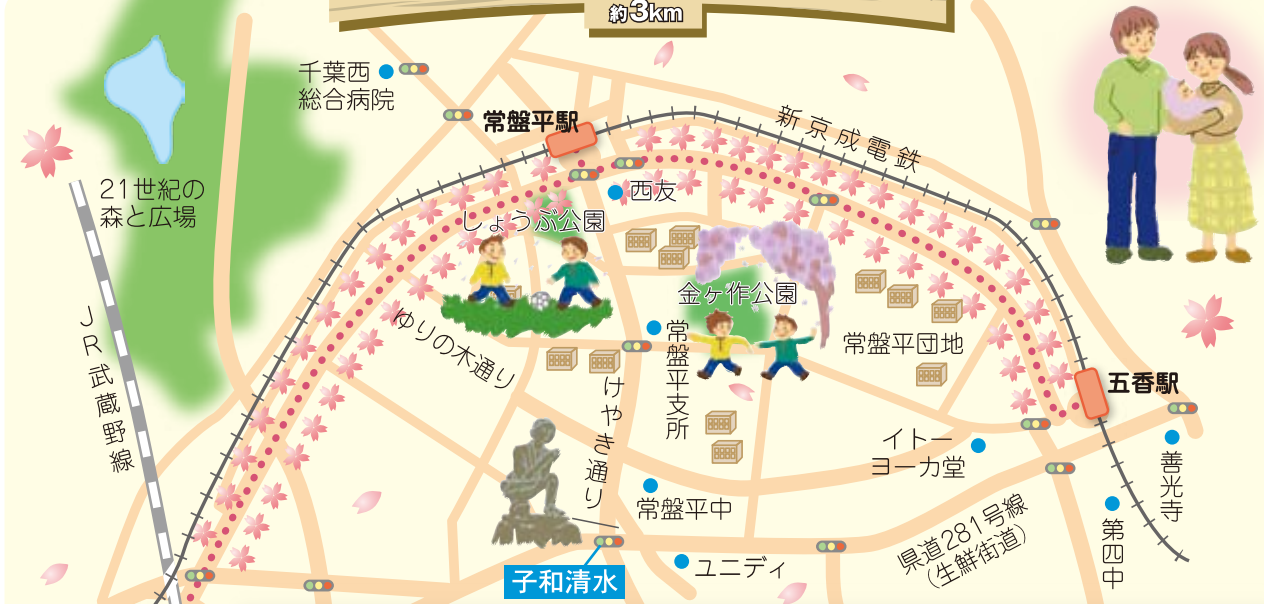 約3km
千葉西
総合病院
常盤平駅
新京成電鉄
21世紀の
森と広場
西友
しょうぶ公園
金ヶ作公園
JR武蔵野線
ゆりの木通り
常盤平支所
常盤平団地
五香駅
けやき通り
イトー
ヨーカ堂
善光寺
常盤平中
県道281号線
(生鮮街道)
第四中
ユニディ
子和清水